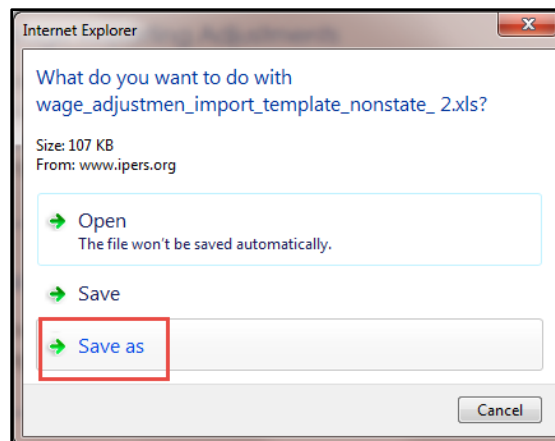 Internet Explorer
What do you want to do with
wage_adjustmen_import_template_nonstate_ 2.xls?
Size: 107 KB
From: www.ipers.org
Open
The file won't be saved automatically.
Save
Save as
Cancel